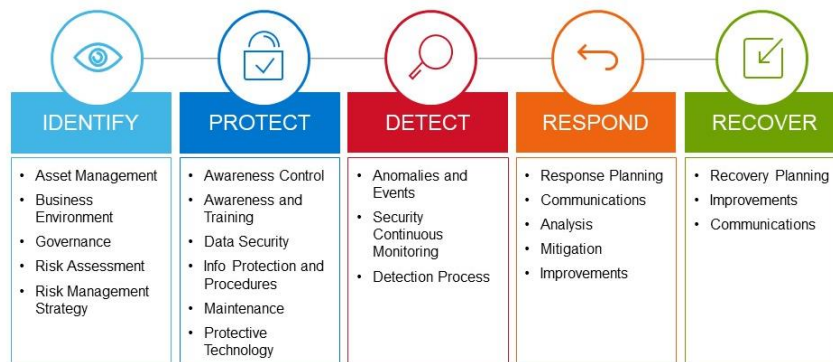 IDENTIFY
• Asset Management
• Business
Environment
• Governance
• Risk Assessment
• Risk Management
Strategy
PROTECT
• Awareness Control
• Awareness and
Training
• Data Security
• Info Protection and
Procedures
• Maintenance
• Protective
Technology
DETECT
• Anomalies and
Events
• Security
Continuous
Monitoring
• Detection Process
RESPOND
• Response Planning
• Communications
• Analysis
• Mitigation
• Improvements
RECOVER
• Recovery Planning
• Improvements
• Communications